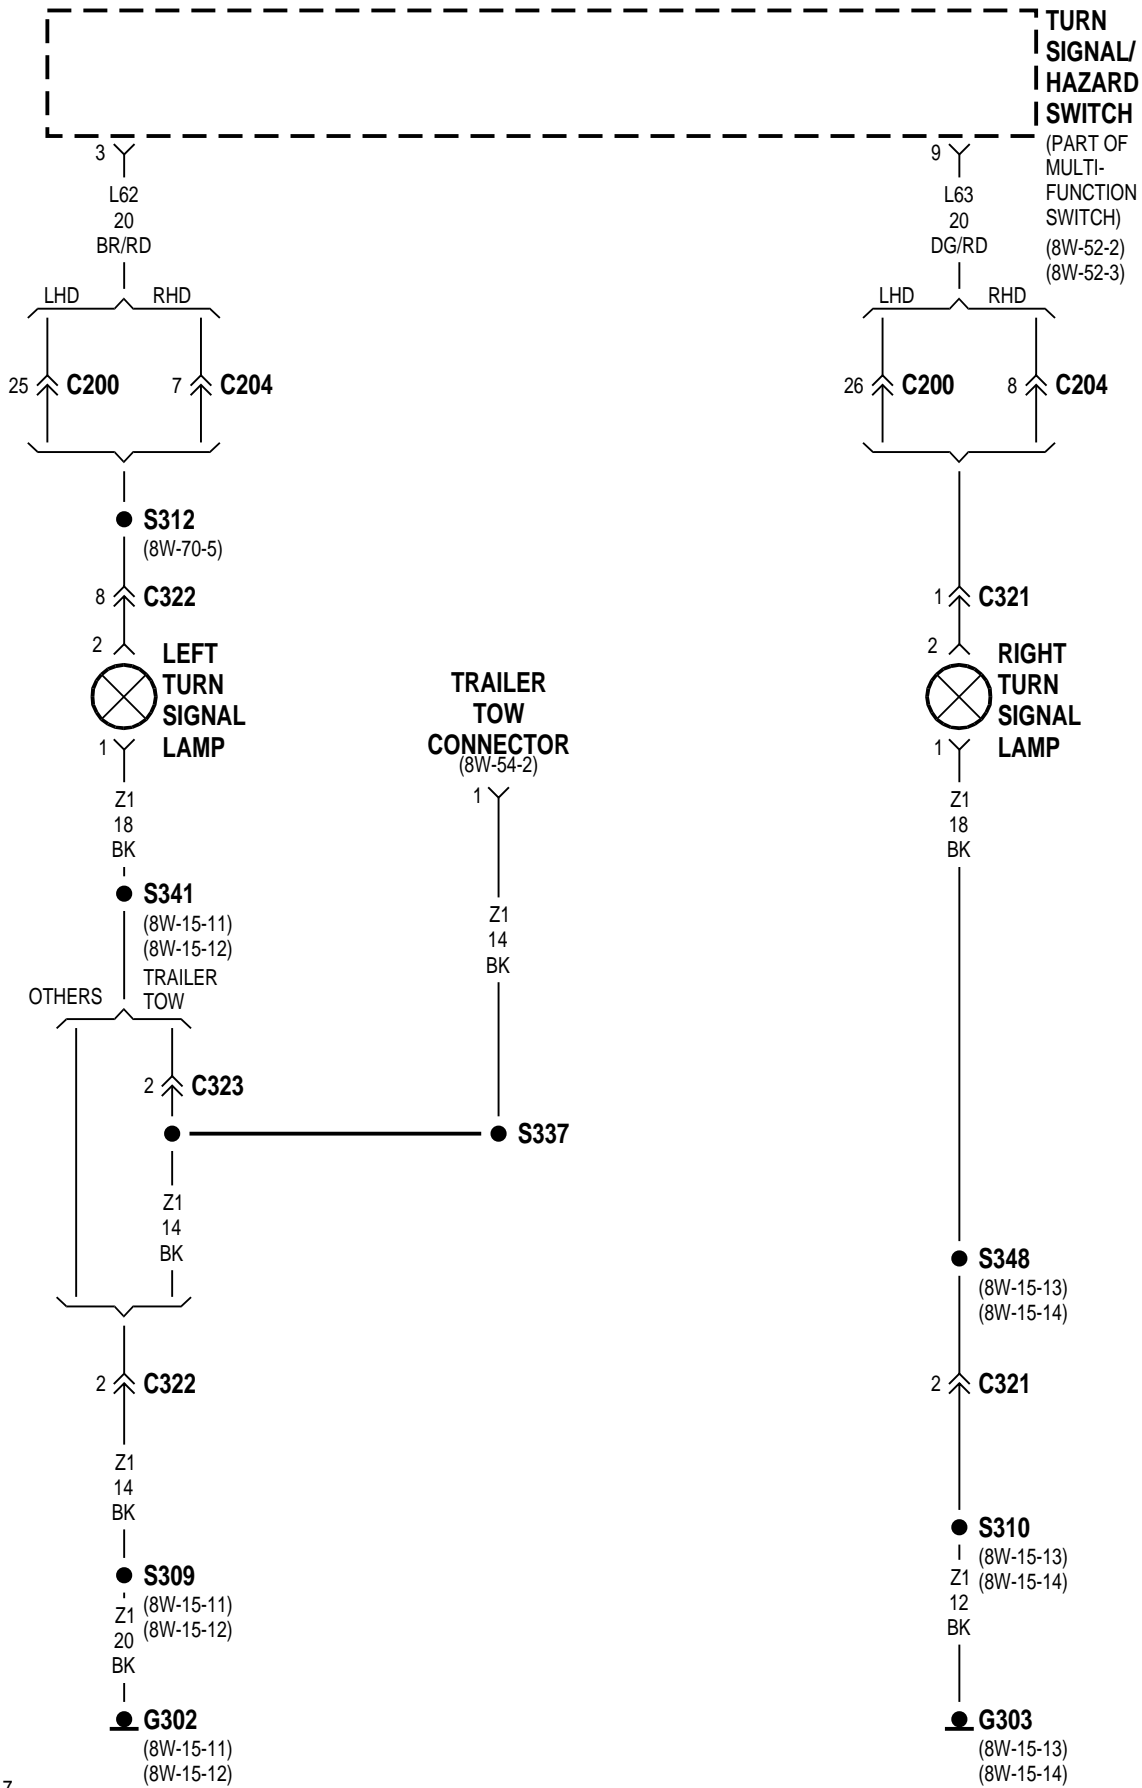 TURN
SIGNAL/
HAZARD
SWITCH
(PART OF
MULTI-
FUNCTION
SWITCH)
(8W-52-2)
(8W-52-3)
3
L62
20
BR/RD
9
L63
20
DG/RD
LHD RHD
LHD RHD
25 C200 7 C204
26 C200 8 C204
S312
(8W-70-5)
8 C322
1 C321
2
LEFT
TURN
SIGNAL
LAMP
1
TRAILER
TOW
CONNECTOR
(8W-54-2)
1
2
RIGHT
TURN
SIGNAL
LAMP
1
Z1
18
BK
Z1
18
BK
S341
(8W-15-11)
(8W-15-12)
Z1
14
BK
OTHERS
TRAILER
TOW
2 C323
S337
Z1
14
BK
S348
(8W-15-13)
(8W-15-14)
2 C322
2 C321
Z1
14
BK
S310
(8W-15-13)
(8W-15-14)
Z1
12
BK
S309
(8W-15-11)
(8W-15-12)
Z1
20
BK
G302
(8W-15-11)
(8W-15-12)
G303
(8W-15-13)
(8W-15-14)